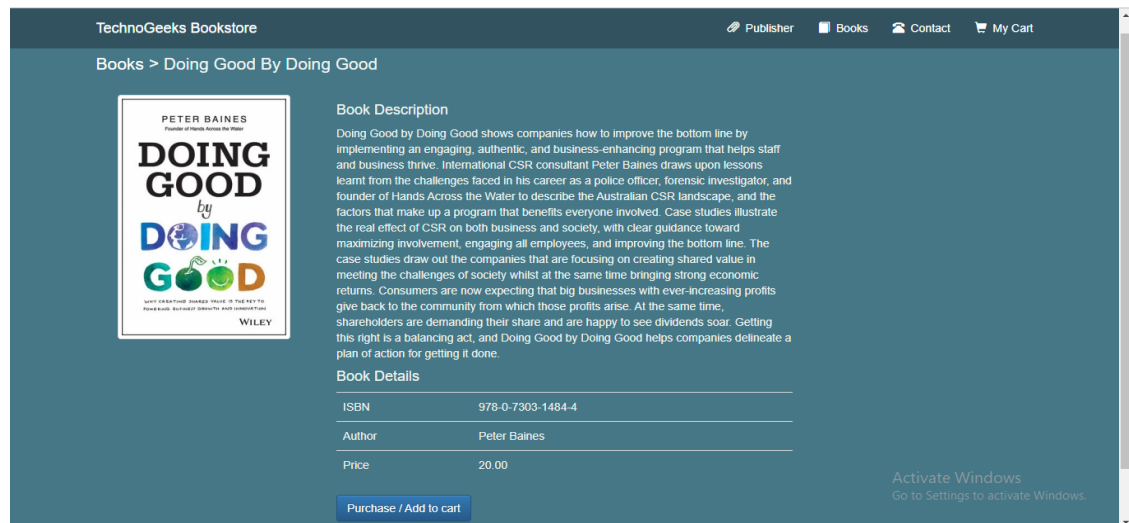 TechnoGeeks Bookstore
Publisher Books Contact My Cart
Books > Doing Good By Doing Good
PETER BAINES
Founder of Hands Across the Water
DOING
GOOD
by
DOING
GOOD
WHY CREATING SHARED VALUE IS THE KEY TO
POWERING BUSINESS GROWTH AND INNOVATION
WILEY
Book Description
Doing Good by Doing Good shows companies how to improve the bottom line by
implementing an engaging, authentic, and business-enhancing program that helps staff
and business thrive. International CSR consultant Peter Baines draws upon lessons
learnt from the challenges faced in his career as a police officer, forensic investigator, and
founder of Hands Across the Water to describe the Australian CSR landscape, and the
factors that make up a program that benefits everyone involved. Case studies illustrate
the real effect of CSR on both business and society, with clear guidance toward
maximizing involvement, engaging all employees, and improving the bottom line. The
case studies draw out the companies that are focusing on creating shared value in
meeting the challenges of society whilst at the same time bringing strong economic
returns. Consumers are now expecting that big businesses with ever-increasing profits
give back to the community from which those profits arise. At the same time,
shareholders are demanding their share and are happy to see dividends soar. Getting
this right is a balancing act, and Doing Good by Doing Good helps companies delineate a
plan of action for getting it done.
Book Details
ISBN 978-0-7303-1484-4
Author Peter Baines
Price 20.00
Purchase / Add to cart
Activate Windows
Go to Settings to activate Windows.